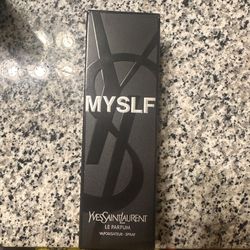 MYSLF
YVESSAINTLAURENT
LE PARFUM
VAPORISATEUR - SPRAY